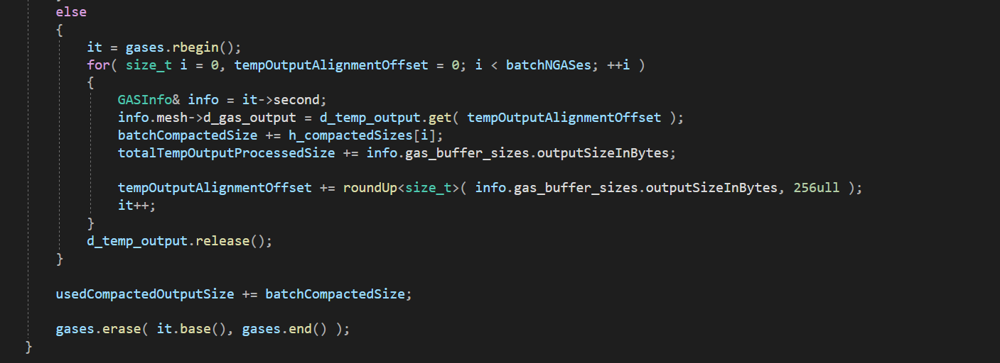 else
{
it = gases.rbegin();
for( size_t i = 0, tempOutputAlignmentOffset = 0; i < batchNGASes; ++i )
{
GASInfo& info = it->second;
info.mesh->d_gas_output = d_temp_output.get( tempOutputAlignmentOffset );
batchCompactedSize += h_compactedSizes[i];
totalTempOutputProcessedSize += info.gas_buffer_sizes.outputSizeInBytes;
tempOutputAlignmentOffset += roundUp<size_t>( info.gas_buffer_sizes.outputSizeInBytes, 256ull );
it++;
}
d_temp_output.release();
}
usedCompactedOutputSize += batchCompactedSize;
gases.erase( it.base(), gases.end() );
}